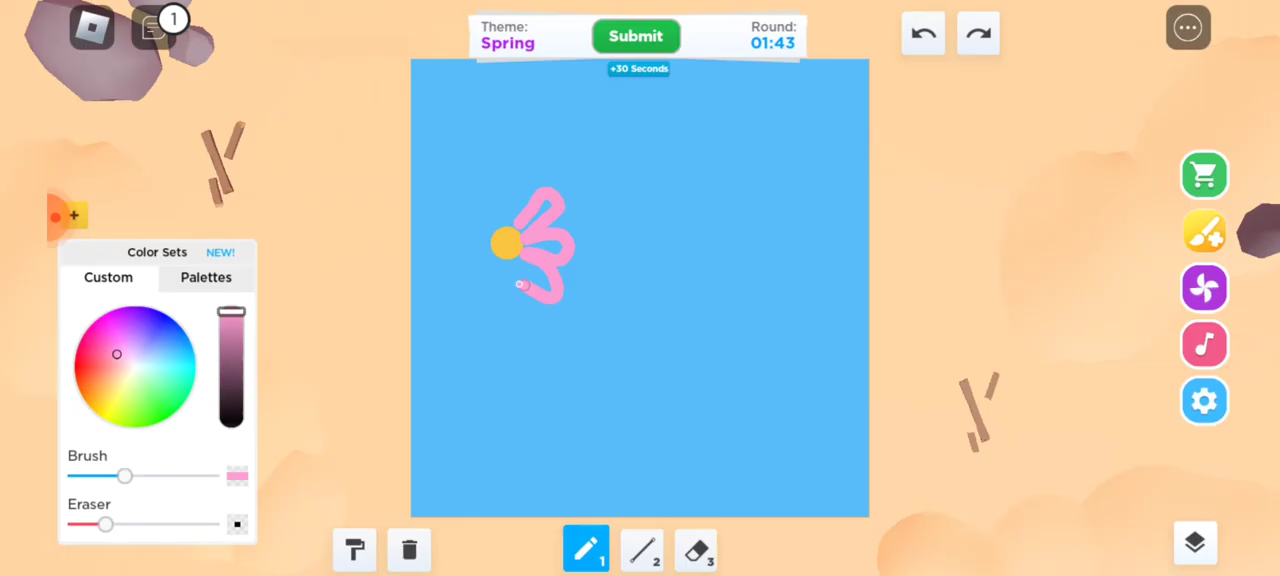 1
Theme:
Spring
Submit
Round:
01:43
+30 Seconds
+
Color Sets NEW!
Custom Palettes
Brush
Eraser
1
2
3